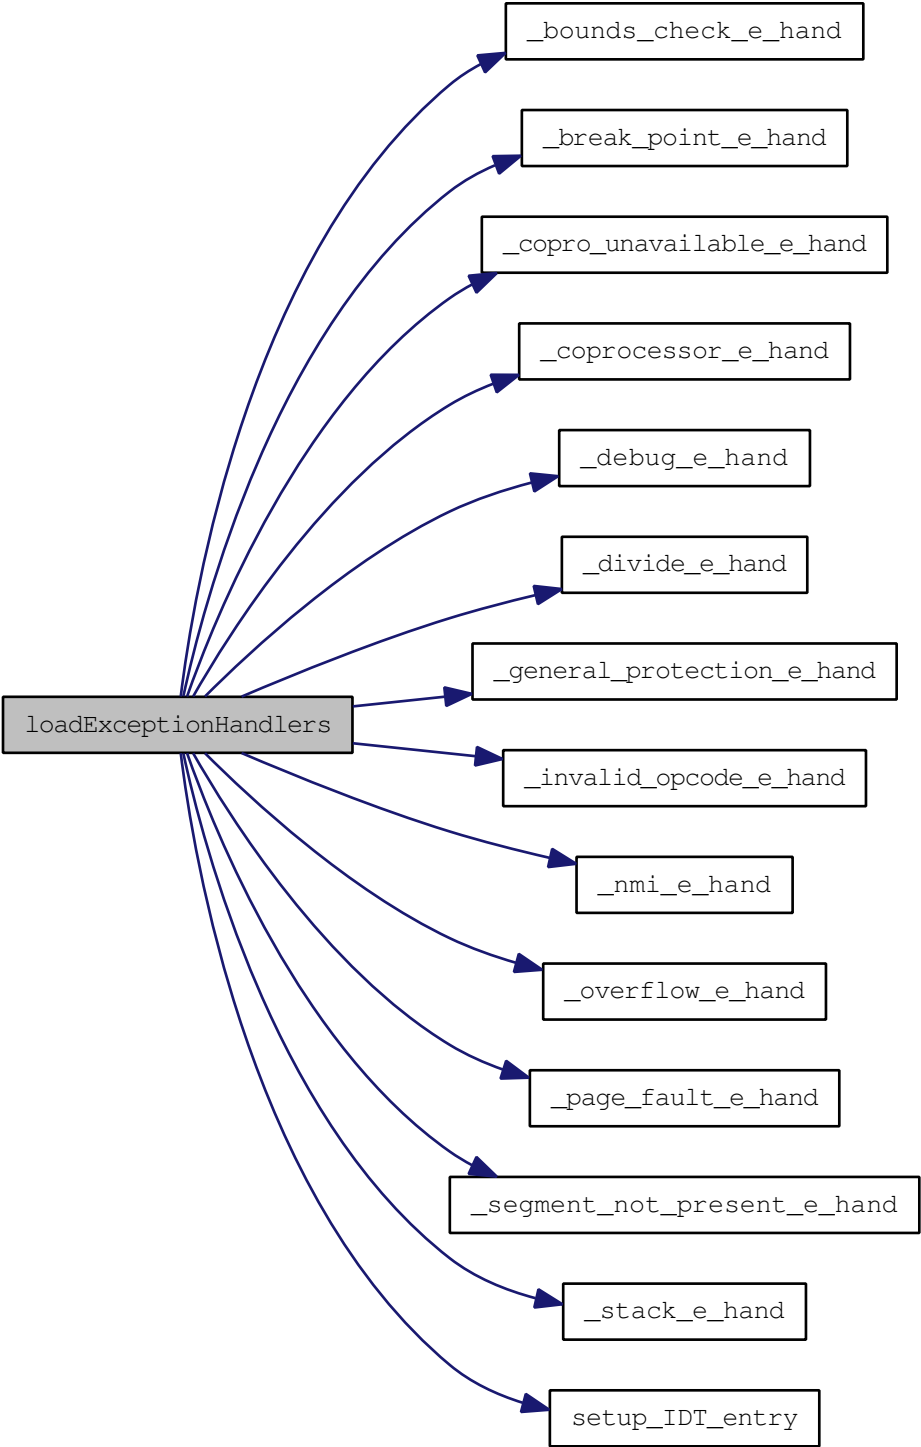 _bounds_check_e_hand
_break_point_e_hand
_copro_unavailable_e_hand
_coprocessor_e_hand
_debug_e_hand
_divide_e_hand
_general_protection_e_hand
loadExceptionHandlers
_invalid_opcode_e_hand
_nmi_e_hand
_overflow_e_hand
_page_fault_e_hand
_segment_not_present_e_hand
_stack_e_hand
setup_IDT_entry